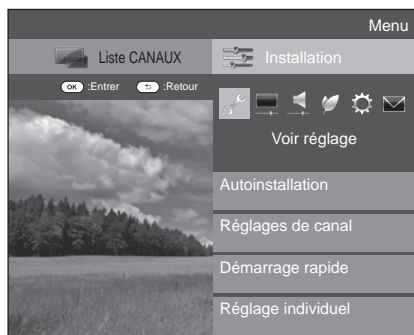 Menu
Liste CANAUX
Installation
OK :Entrer :Retour
Voir réglage
Autoinstallation
Réglages de canal
Démarrage rapide
Réglage individuel